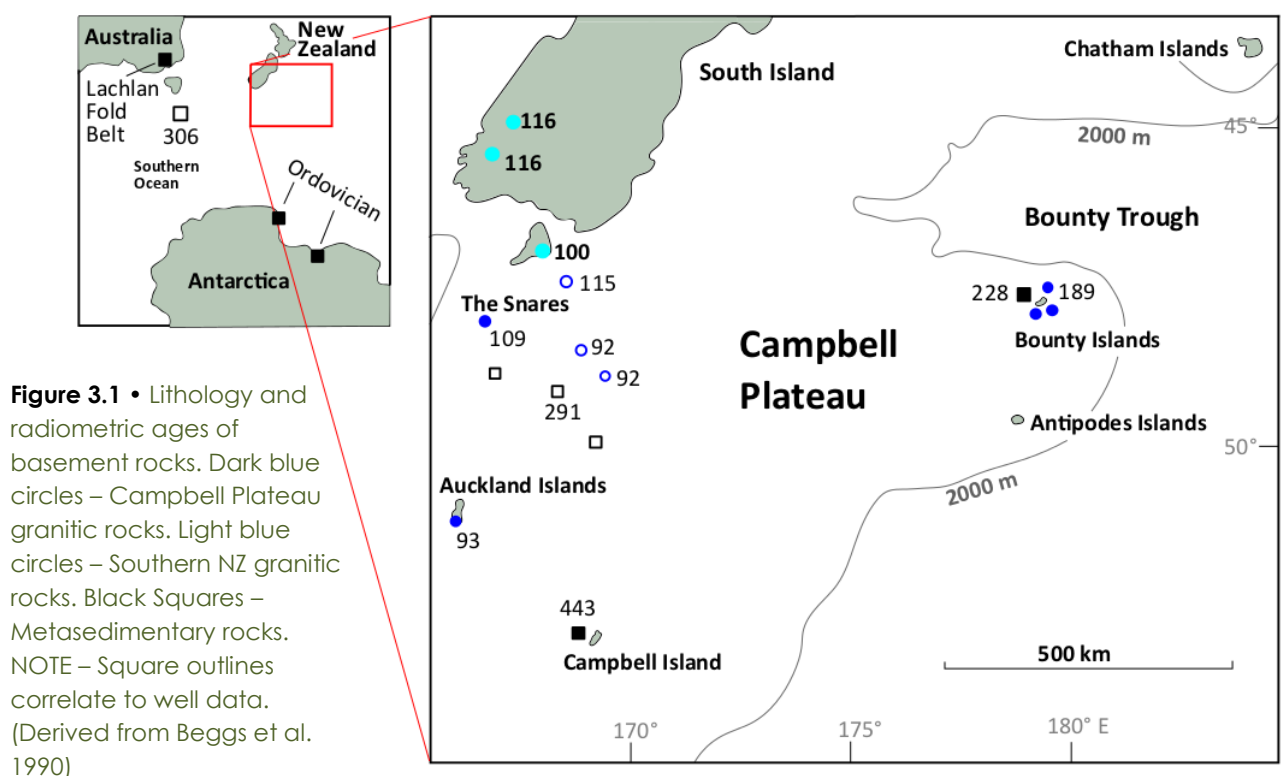 Australia
New
Zealand
Lachlan
Fold
Belt
306
Southern
Ocean
Ordovician
Antarctica
Figure 3.1 • Lithology and
radiometric ages of
basement rocks. Dark blue
circles – Campbell Plateau
granitic rocks. Light blue
circles – Southern NZ granitic
rocks. Black Squares –
Metasedimentary rocks.
NOTE – Square outlines
correlate to well data.
(Derived from Beggs et al.
1990)
South Island
Chatham Islands
116
116
45°
2000 m
Bounty Trough
100
115
The Snares
109
228
189
Bounty Islands
Campbell
Plateau
92
92
291
Antipodes Islands
50°
Auckland Islands
2000 m
93
443
Campbell Island
500 km
170°
175°
180° E